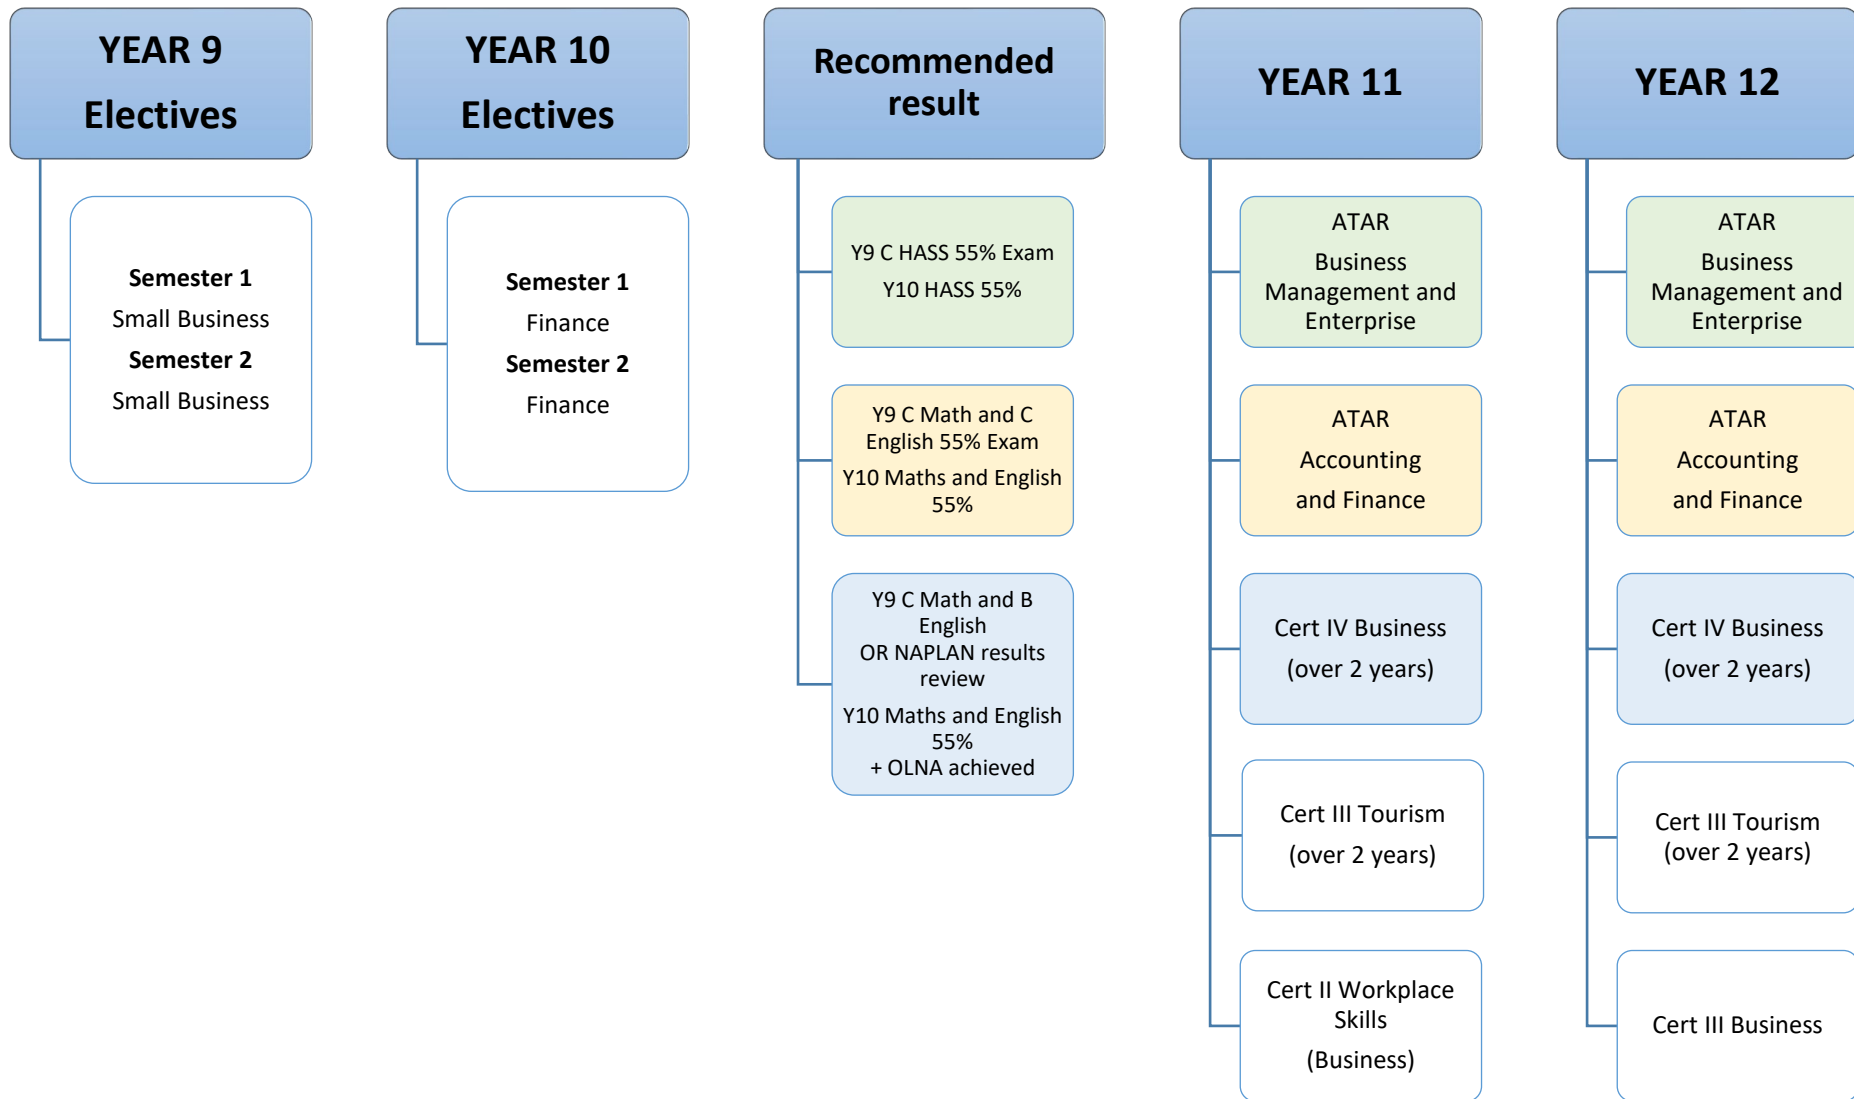 YEAR 9
Electives
Semester 1
Small Business
Semester 2
Small Business
YEAR 10
Electives
Semester 1
Finance
Semester 2
Finance
Recommended
result
Y9 C HASS 55% Exam
Y10 HASS 55%
Y9 C Math and C
English 55% Exam
Y10 Maths and English
55%
Y9 C Math and B
English
OR NAPLAN results
review
Y10 Maths and English
55%
+ OLNA achieved
YEAR 11
ATAR
Business
Management and
Enterprise
ATAR
Accounting
and Finance
Cert IV Business
(over 2 years)
Cert III Tourism
(over 2 years)
Cert II Workplace
Skills
(Business)
YEAR 12
ATAR
Business
Management and
Enterprise
ATAR
Accounting
and Finance
Cert IV Business
(over 2 years)
Cert III Tourism
(over 2 years)
Cert III Business